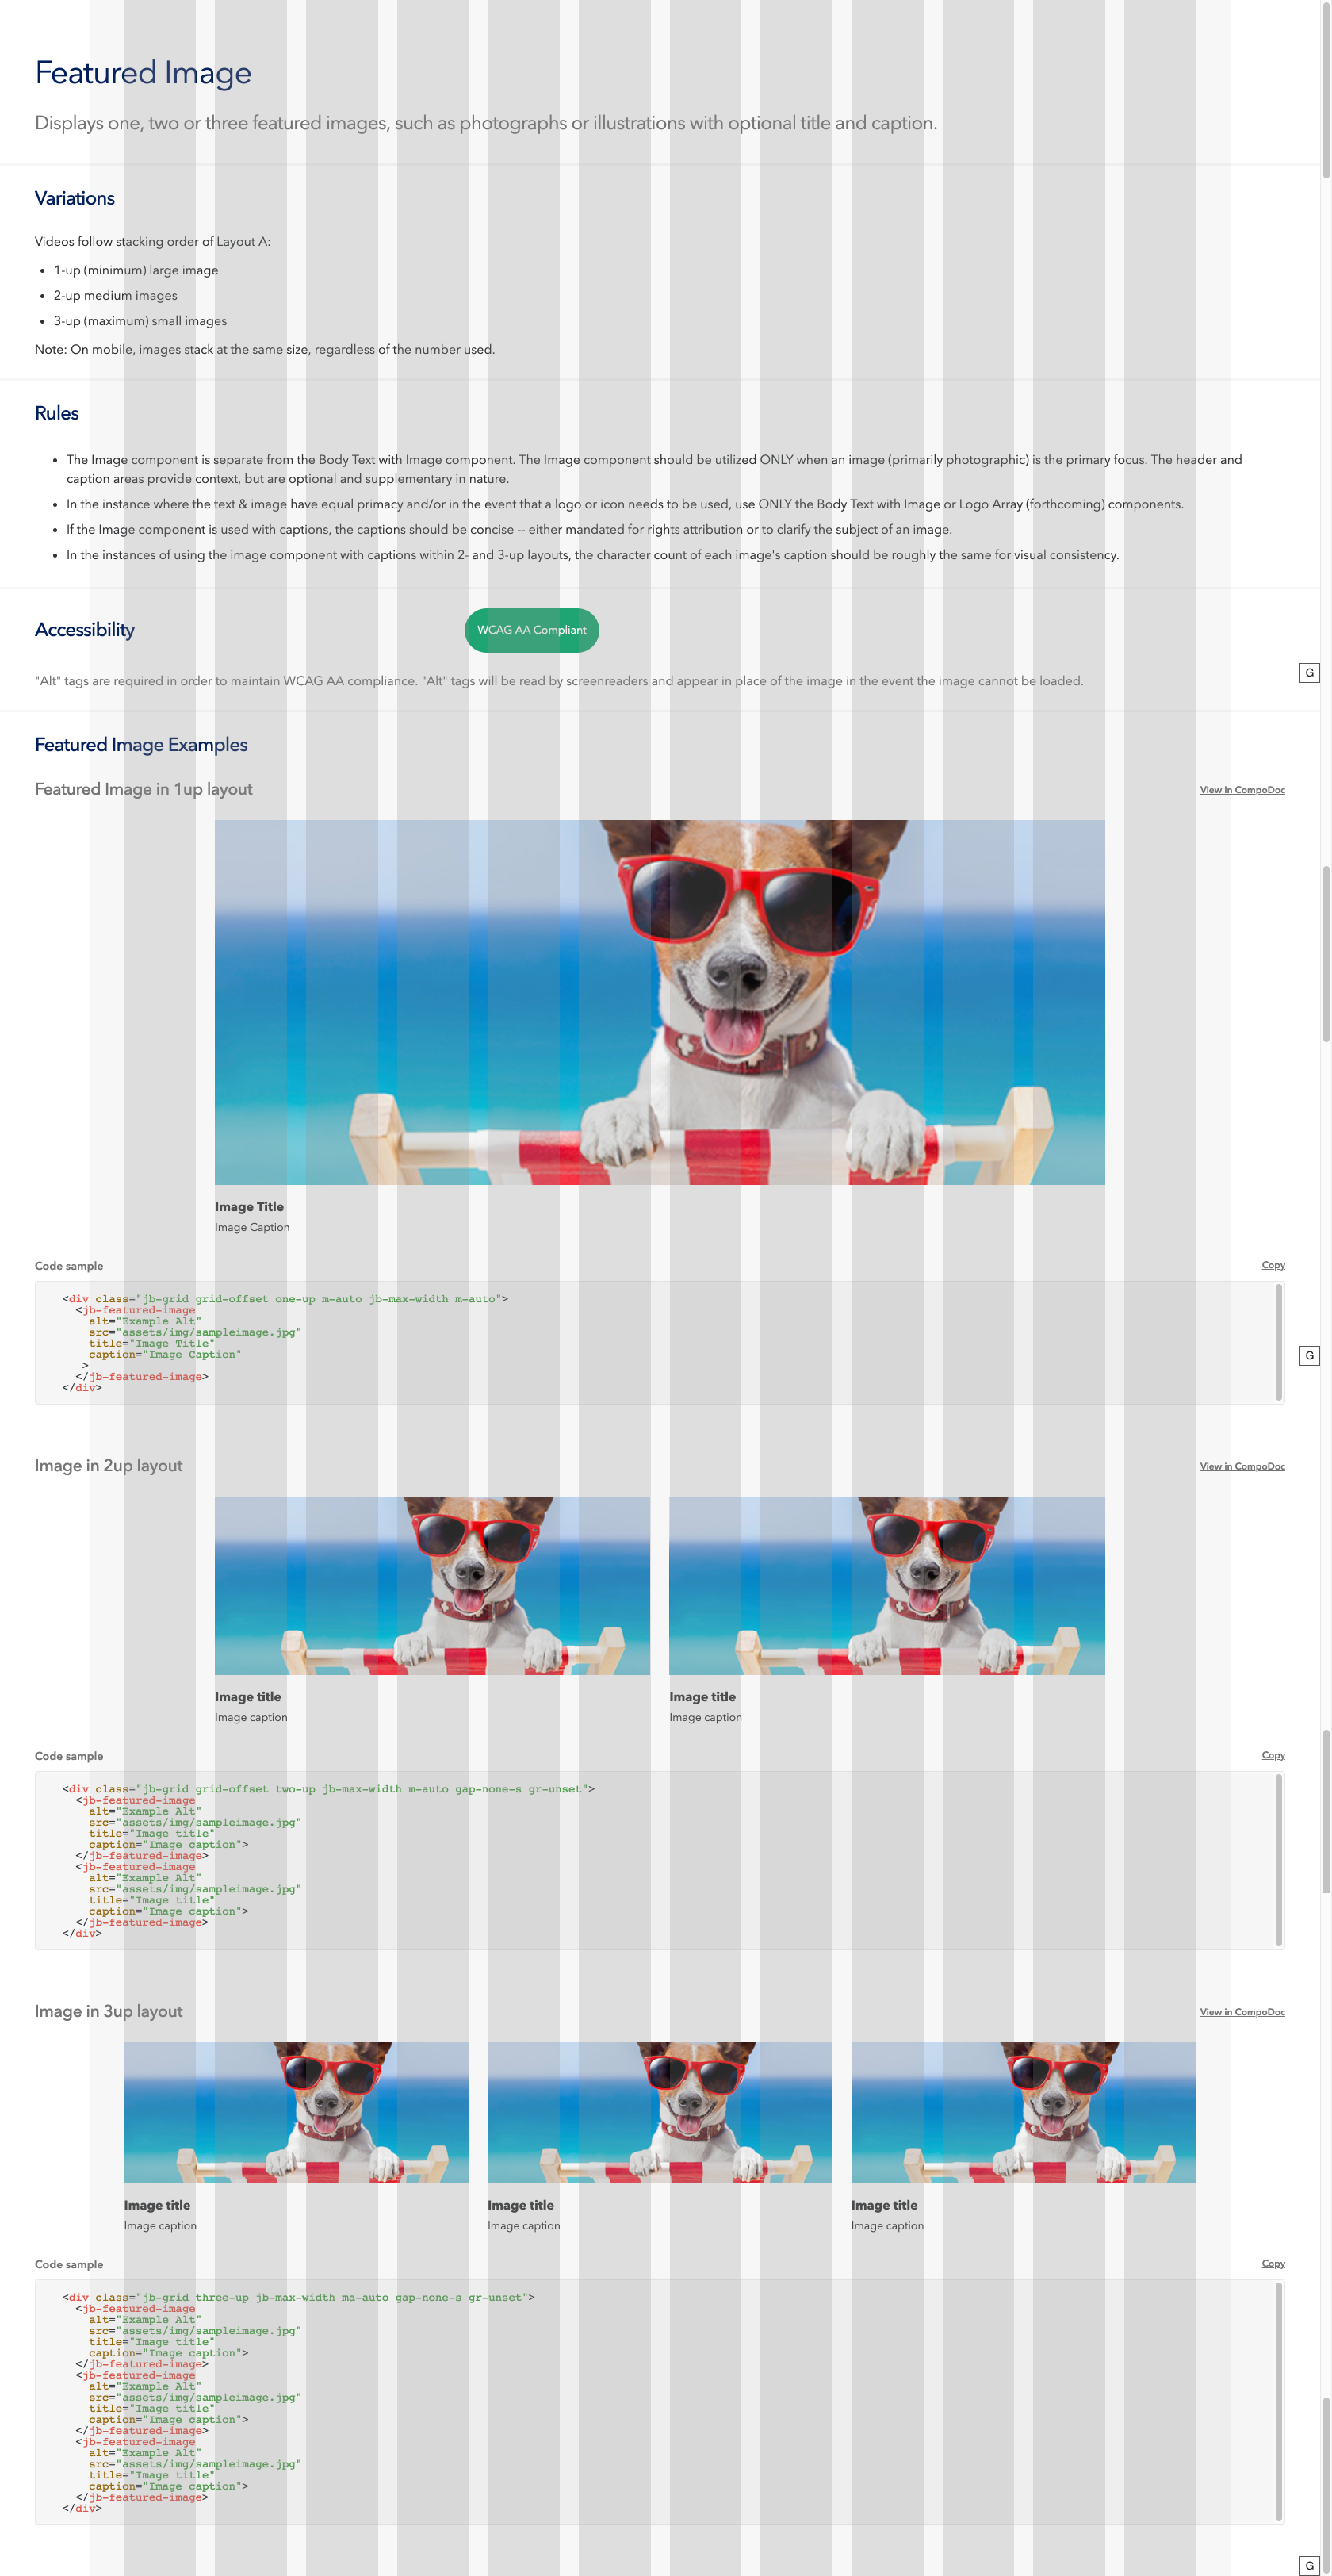 Featured Image
Displays one, two or three featured images, such as photographs or illustrations with optional title and caption.
Variations
Videos follow stacking order of Layout A:
• 1-up (minimum) large image
• 2-up medium images
• 3-up (maximum) small images
Note: On mobile, images stack at the same size, regardless of the number used.
Rules
• The Image component is separate from the Body Text with Image component. The Image component should be utilized ONLY when an image (primarily photographic) is the primary focus. The header and
caption areas provide context, but are optional and supplementary in nature.
• In the instance where the text & image have equal primacy and/or in the event that a logo or icon needs to be used, use ONLY the Body Text with Image or Logo Array (forthcoming) components.
• If the Image component is used with captions, the captions should be concise -- either mandated for rights attribution or to clarify the subject of an image.
• In the instances of using the image component with captions within 2- and 3-up layouts, the character count of each image's caption should be roughly the same for visual consistency.
Accessibility
WCAG AA Compliant
G
"Alt" tags are required in order to maintain WCAG AA compliance. "Alt" tags will be read by screenreaders and appear in place of the image in the event the image cannot be loaded.
Featured Image Examples
Featured Image in 1up layout
View in CompoDoc
Image Title
Image Caption
Code sample
Copy
<div class="jb-grid grid-offset one-up m-auto jb-max-width m-auto">
<jb-featured-image
alt="Example Alt"
src="assets/img/sampleimage.jpg"
title="Image Title"
caption="Image Caption"
>
</jb-featured-image>
</div>
G
Image in 2up layout
View in CompoDoc
Image title
Image caption
Image title
Image caption
Code sample
Copy
<div class="jb-grid grid-offset two-up jb-max-width m-auto gap-none-s gr-unset">
<jb-featured-image
alt="Example Alt"
src="assets/img/sampleimage.jpg"
title="Image title"
caption="Image caption">
</jb-featured-image>
<jb-featured-image
alt="Example Alt"
src="assets/img/sampleimage.jpg"
title="Image title"
caption="Image caption">
</jb-featured-image>
</div>
Image in 3up layout
View in CompoDoc
Image title
Image caption
Image title
Image caption
Image title
Image caption
Code sample
Copy
<div class="jb-grid three-up jb-max-width ma-auto gap-none-s gr-unset">
<jb-featured-image
alt="Example Alt"
src="assets/img/sampleimage.jpg"
title="Image title"
caption="Image caption">
</jb-featured-image>
<jb-featured-image
alt="Example Alt"
src="assets/img/sampleimage.jpg"
title="Image title"
caption="Image caption">
</jb-featured-image>
<jb-featured-image
alt="Example Alt"
src="assets/img/sampleimage.jpg"
title="Image title"
caption="Image caption">
</jb-featured-image>
</div>
G